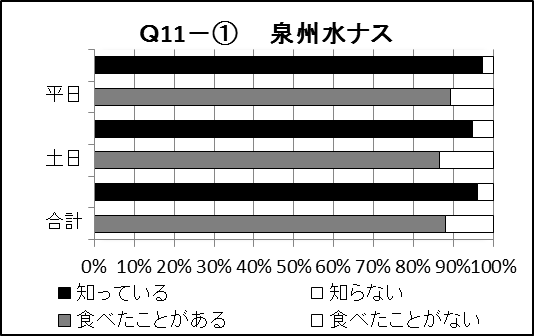 Q11－① 泉州水ナス
平日
土日
合計
0% 10% 20% 30% 40% 50% 60% 70% 80% 90% 100%
知っている 知らない
食べたことがある 食べたことがない